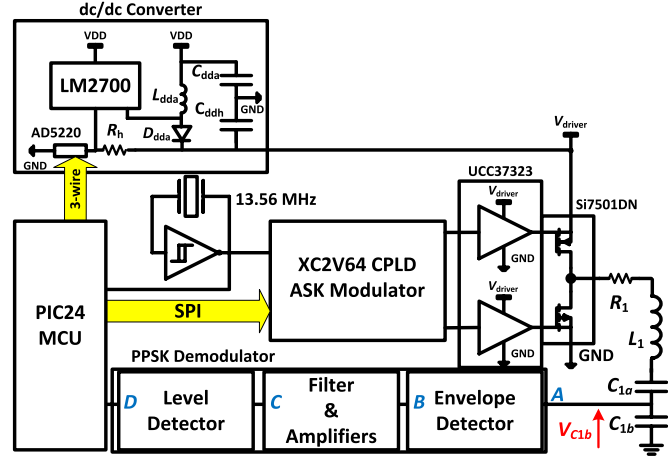 dc/dc Converter
VDD
VDD
LM2700
Cdda
Ldda
GND
Cddh
AD5220
Rh
Ddda
GND
Vdriver
3-wire
13.56 MHz
UCC37323
Vdriver
Si7501DN
GND
XC2V64 CPLD
ASK Modulator
PIC24
MCU
SPI
Vdriver
R1
L1
GND
GND
PPSK Demodulator
D
Level
Detector
C
Filter
&
Amplifiers
B
Envelope
Detector
A
C1a
VC1b
C1b